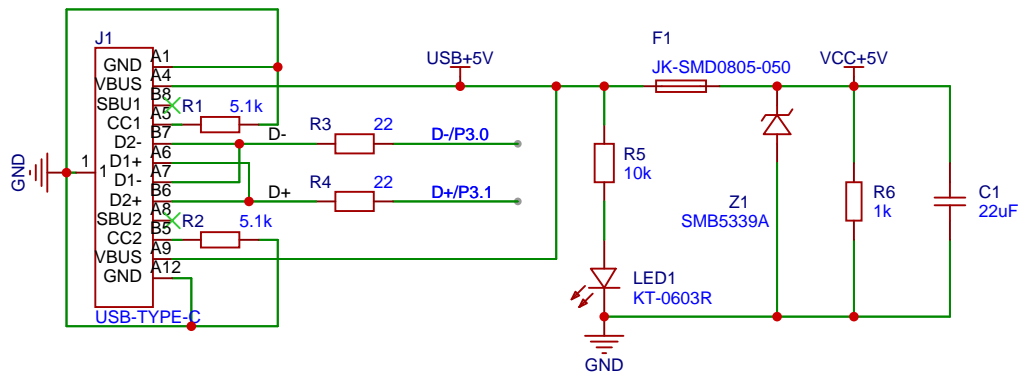 F1
J1
USB+5V
VCC+5V
JK-SMD0805-050
GND
A1
VBUS
A4
SBU1
B8
R1
5.1k
CC1
A5
D2-
B7
D-
R3
22
D-/P3.0
D1+
A6
R5
10k
GND
1
1
D1-
A7
D2+
B6
D+
R4
22
D+/P3.1
Z1
SMB5339A
R6
1k
C1
22uF
SBU2
A8
R2
5.1k
CC2
B5
VBUS
A9
GND
A12
LED1
KT-0603R
USB-TYPE-C
GND